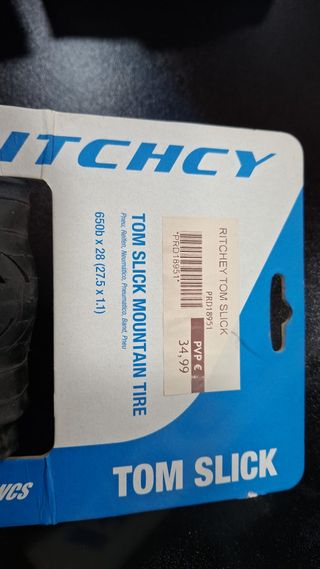 ITCHCY
TOM SLICK MOUNTAIN TIRE
Pneu, Reifen, Neumático, Pneumatico, Band, Pneu
650b x 28 (27.5 x 1.1)
RITCHEY TOM SLICK
*PRD18951*
PRD18951
PVP €
34,99
TOM SLICK
WCS